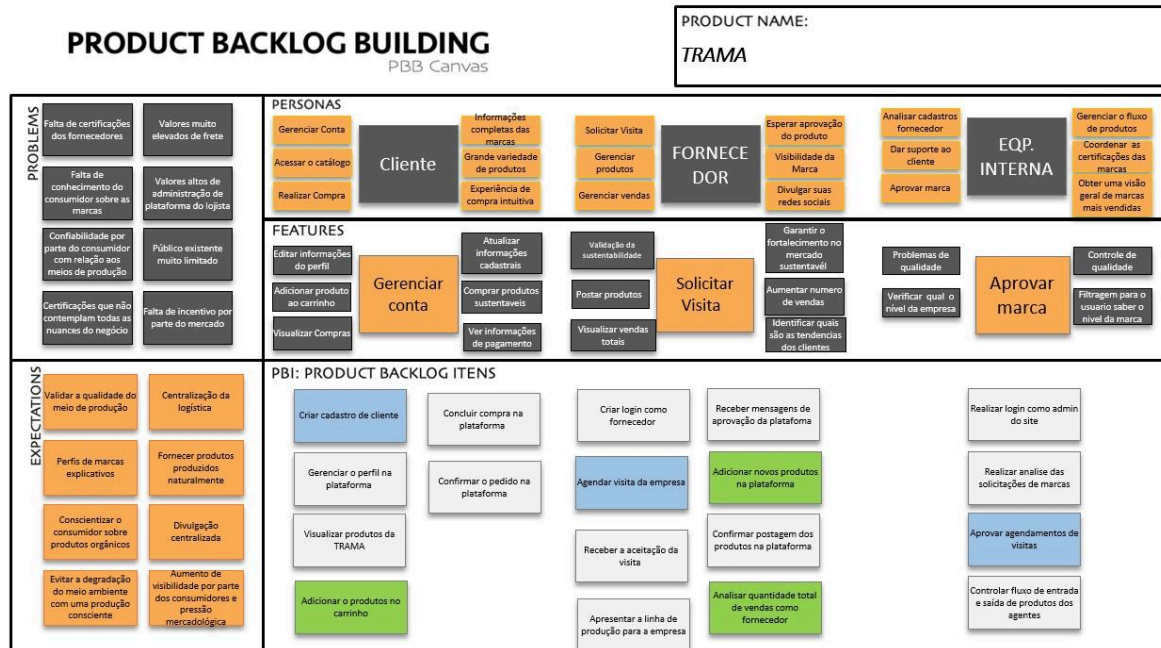 PRODUCT BACKLOG BUILDING
PBB Canvas
PRODUCT NAME:
TRAMA
PROBLEMS
Falta de certificações
dos fornecedores
Valores muito
elevados de frete
Falta de
conhecimento do
consumidor sobre as
marcas
Valores altos de
administração de
plataforma do lojista
Confiabilidade por
parte do consumidor
com relação aos
meios de produção
Público existente
muito limitado
Certificações que não
contemplam todas as
nuances do negócio
Falta de incentivo por
parte do mercado
PERSONAS
Gerenciar Conta
Acessar o catálogo
Realizar Compra
Cliente
Informações
completas das
marcas
Grande variedade
de produtos
Experiência de
compra intuitiva
Solicitar Visita
Gerenciar
produtos
Gerenciar vendas
FORNECE
DOR
Esperar aprovação
do produto
Visibilidade da
Marca
Divulgar suas
redes sociais
Analisar cadastros
fornecedor
Dar suporte ao
cliente
Aprovar marca
EQP.
INTERNA
Gerenciar o fluxo
de produtos
Coordenar as
certificações das
marcas
Obter uma visão
geral de marcas
mais vendidas
FEATURES
Editar informações
do perfil
Adicionar produto
ao carrinho
Visualizar Compras
Gerenciar
conta
Atualizar
informações
cadastrais
Comprar produtos
sustentaveis
Ver informações
de pagamento
Validação da
sustentabilidade
Postar produtos
Visualizar vendas
totais
Solicitar
Visita
Garantir o
fortalecimento no
mercado
sustentavél
Aumentar numero
de vendas
Identificar quais
são as tendencias
dos clientes
Problemas de
qualidade
Verificar qual o
nível da empresa
Aprovar
marca
Controle de
qualidade
Filtragem para o
usuario saber o
nivel da marca
EXPECTATIONS
Validar a qualidade do
meio de produção
Centralização da
logística
Perfis de marcas
explicativos
Fornecer produtos
produzidos
naturalmente
Conscientizar o
consumidor sobre
produtos orgânicos
Divulgação
centralizada
Evitar a degradação
do meio ambiente
com uma produção
consciente
Aumento de
visibilidade por parte
dos consumidores e
pressão
mercadológica
PBI: PRODUCT BACKLOG ITENS
Criar cadastro de cliente
Gerenciar o perfil na
plataforma
Visualizar produtos da
TRAMA
Adicionar o produtos no
carrinho
Concluir compra na
plataforma
Confirmar o pedido na
plataforma
Criar login como
fornecedor
Agendar visita da empresa
Receber a aceitação da
visita
Apresentar a linha de
produção para a empresa
Receber mensagens de
aprovação da platafoma
Adicionar novos produtos
na plataforma
Confirmar postagem dos
produtos na plataforma
Analisar quantidade total
de vendas como
fornecedor
Realizar login como admin
do site
Realizar analise das
solicitações de marcas
Aprovar agendamentos de
visitas
Controlar fluxo de entrada
e saída de produtos dos
agentes